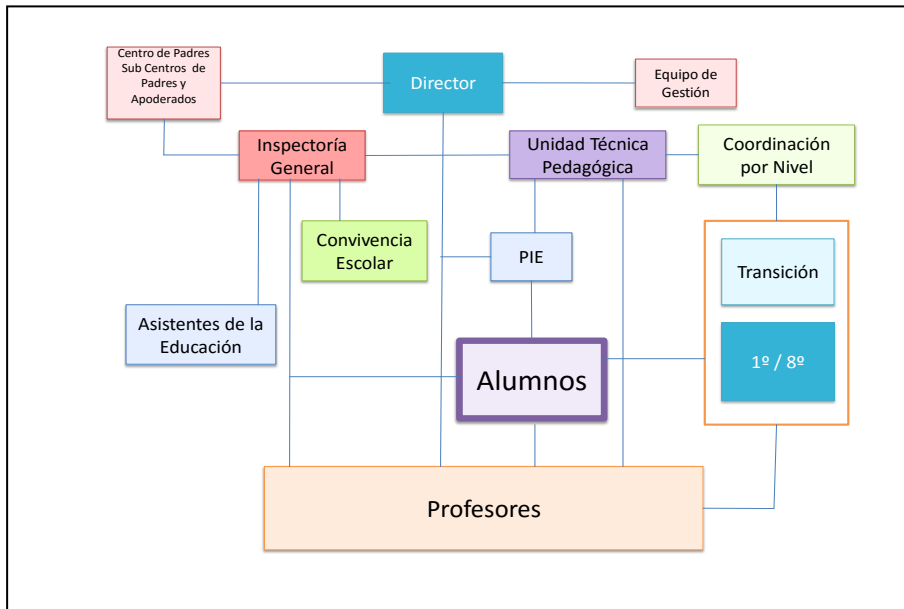 Centro de Padres
Sub Centros de
Padres y
Apoderados
Director
Equipo de
Gestión
Inspectoría
General
Unidad Técnica
Pedagógica
Coordinación
por Nivel
Convivencia
Escolar
PIE
Transición
Asistentes de la
Educación
Alumnos
1º / 8º
Profesores